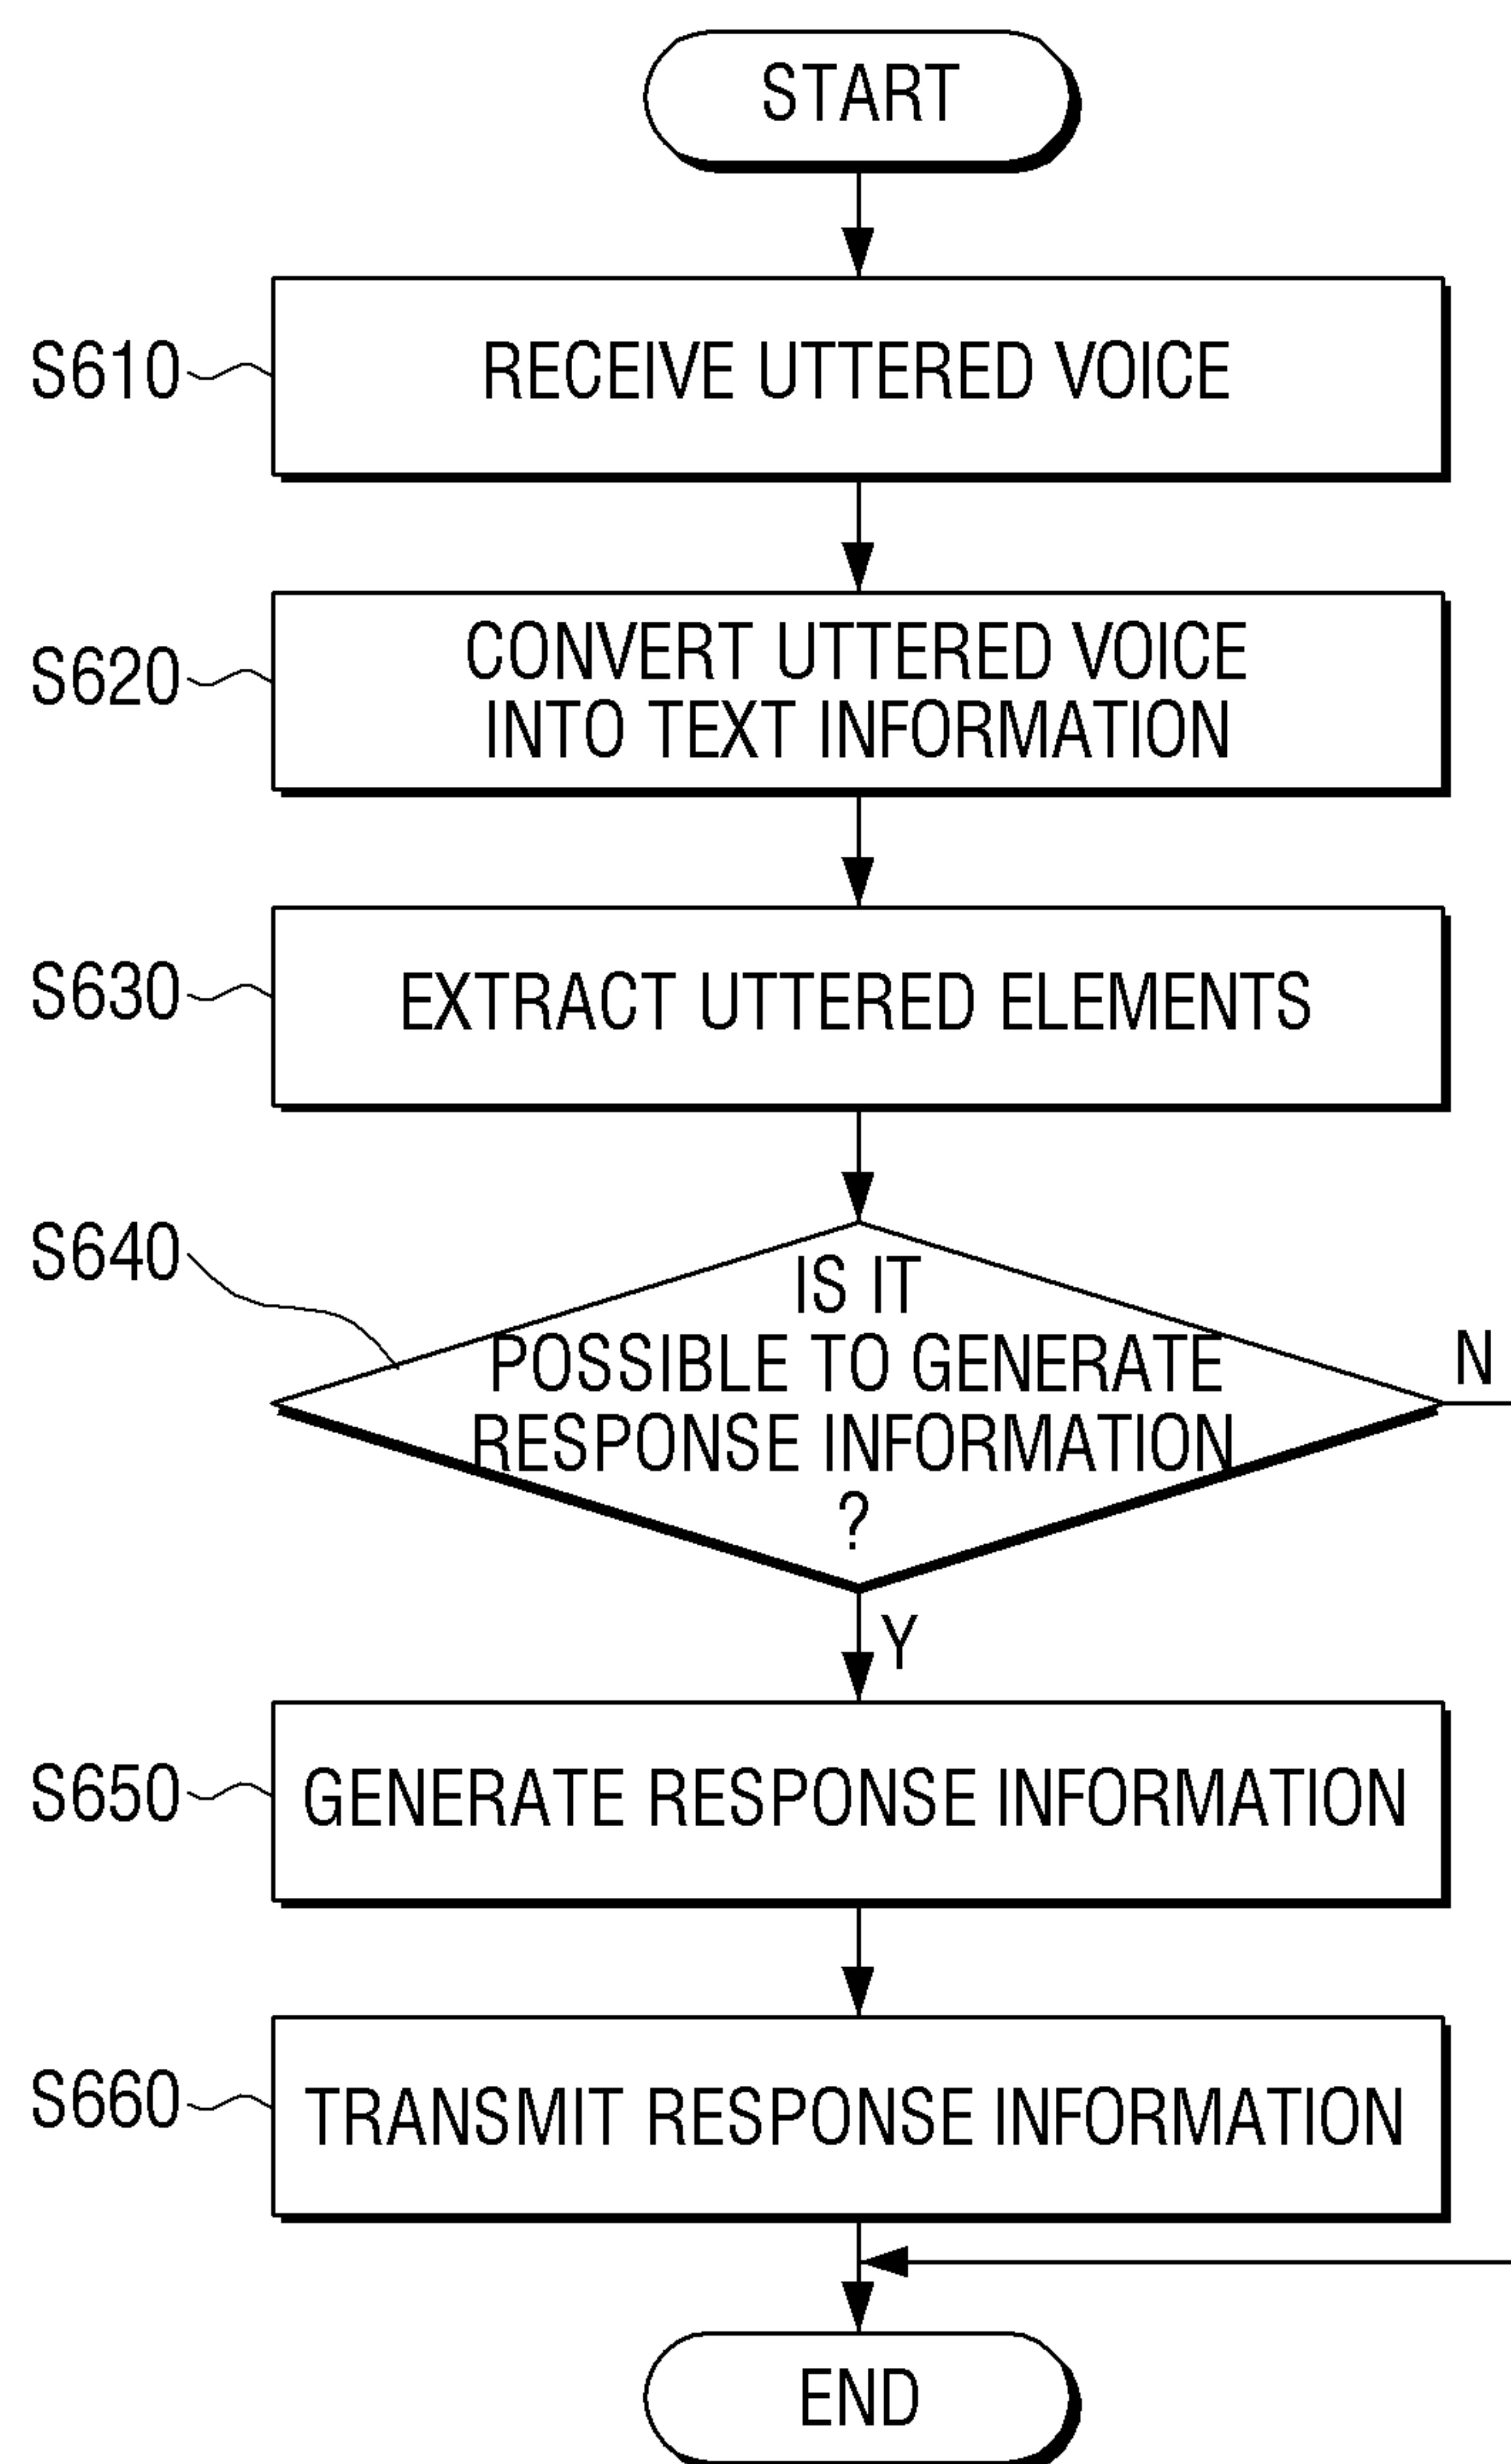 START
S610
RECEIVE UTTERED VOICE
S620
CONVERT UTTERED VOICE
INTO TEXT INFORMATION
S630
EXTRACT UTTERED ELEMENTS
S640
IS IT
POSSIBLE TO GENERATE
RESPONSE INFORMATION
?
N
Y
S650
GENERATE RESPONSE INFORMATION
S660
TRANSMIT RESPONSE INFORMATION
END